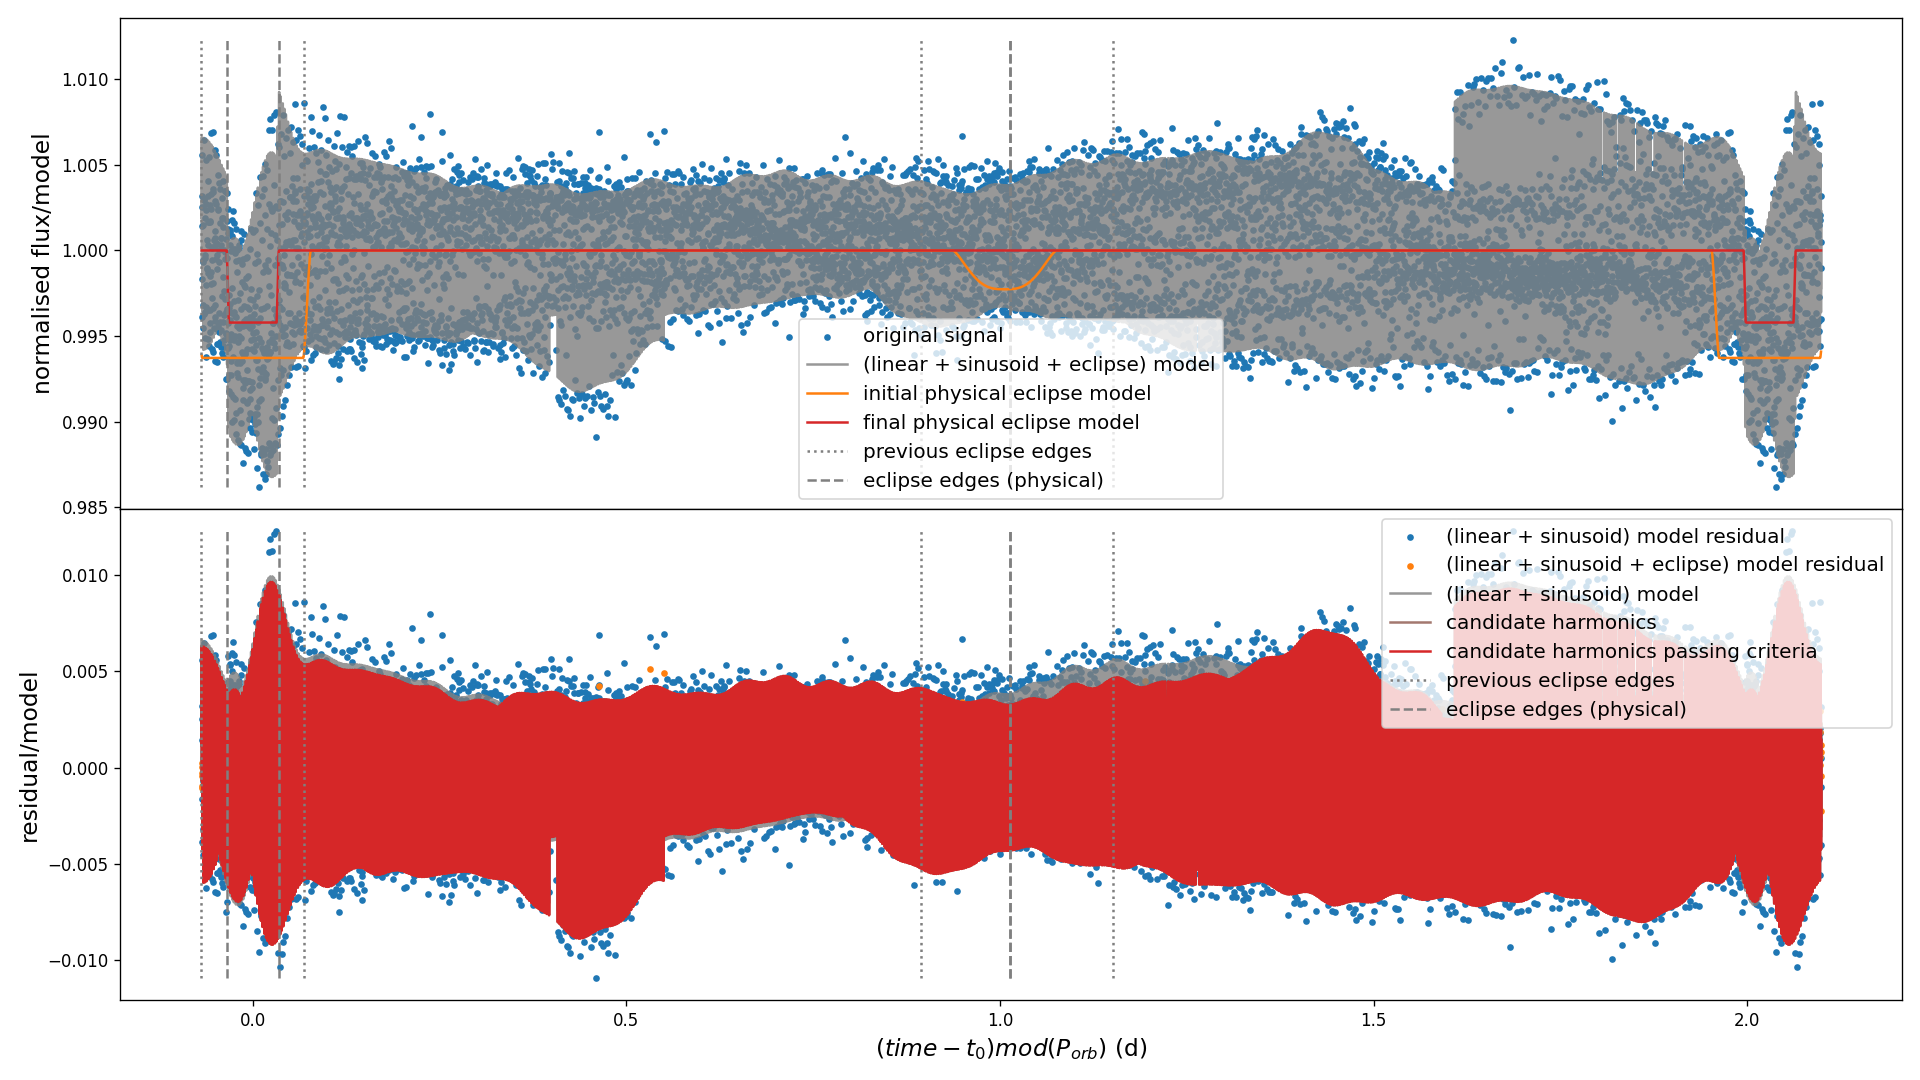 normalised flux/model
1.010
1.005
1.000
0.995
0.990
0.985
original signal
(linear + sinusoid + eclipse) model
initial physical eclipse model
final physical eclipse model
previous eclipse edges
eclipse edges (physical)
residual/model
0.010
0.005
0.000
−0.005
−0.010
(linear + sinusoid) model residual
(linear + sinusoid + eclipse) model residual
(linear + sinusoid) model
candidate harmonics
candidate harmonics passing criteria
previous eclipse edges
eclipse edges (physical)
0.0 0.5 1.0 1.5 2.0
(time − t₀)mod(Pₒᵣb) (d)